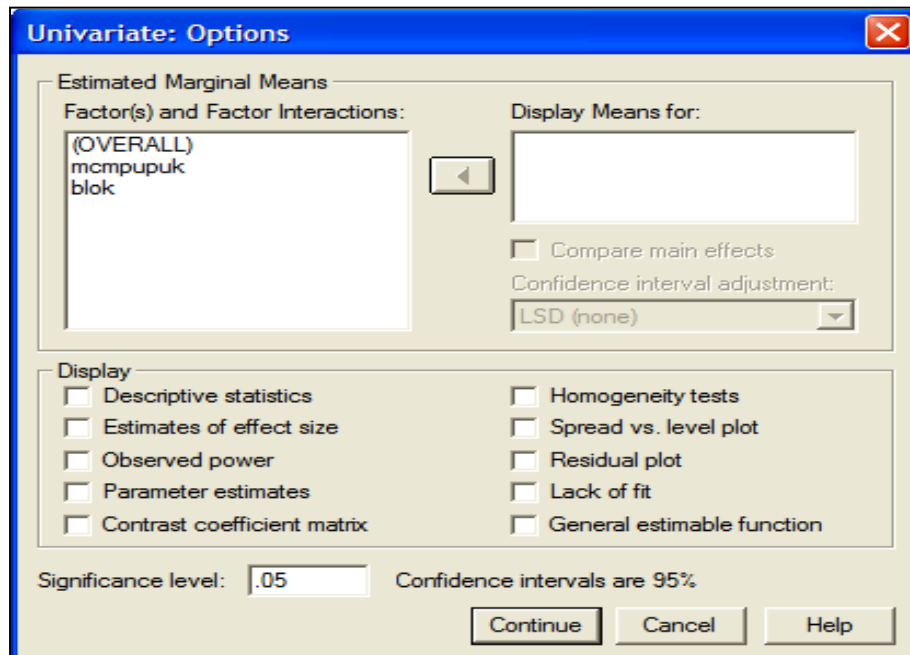 Univariate: Options
Estimated Marginal Means
Factor(s) and Factor Interactions:
(OVERALL)
mcmpupuk
blok
Display Means for:
Compare main effects
Confidence interval adjustment:
LSD (none)
Display
Descriptive statistics
Estimates of effect size
Observed power
Parameter estimates
Contrast coefficient matrix
Homogeneity tests
Spread vs. level plot
Residual plot
Lack of fit
General estimable function
Significance level: .05 Confidence intervals are 95%
Continue Cancel Help